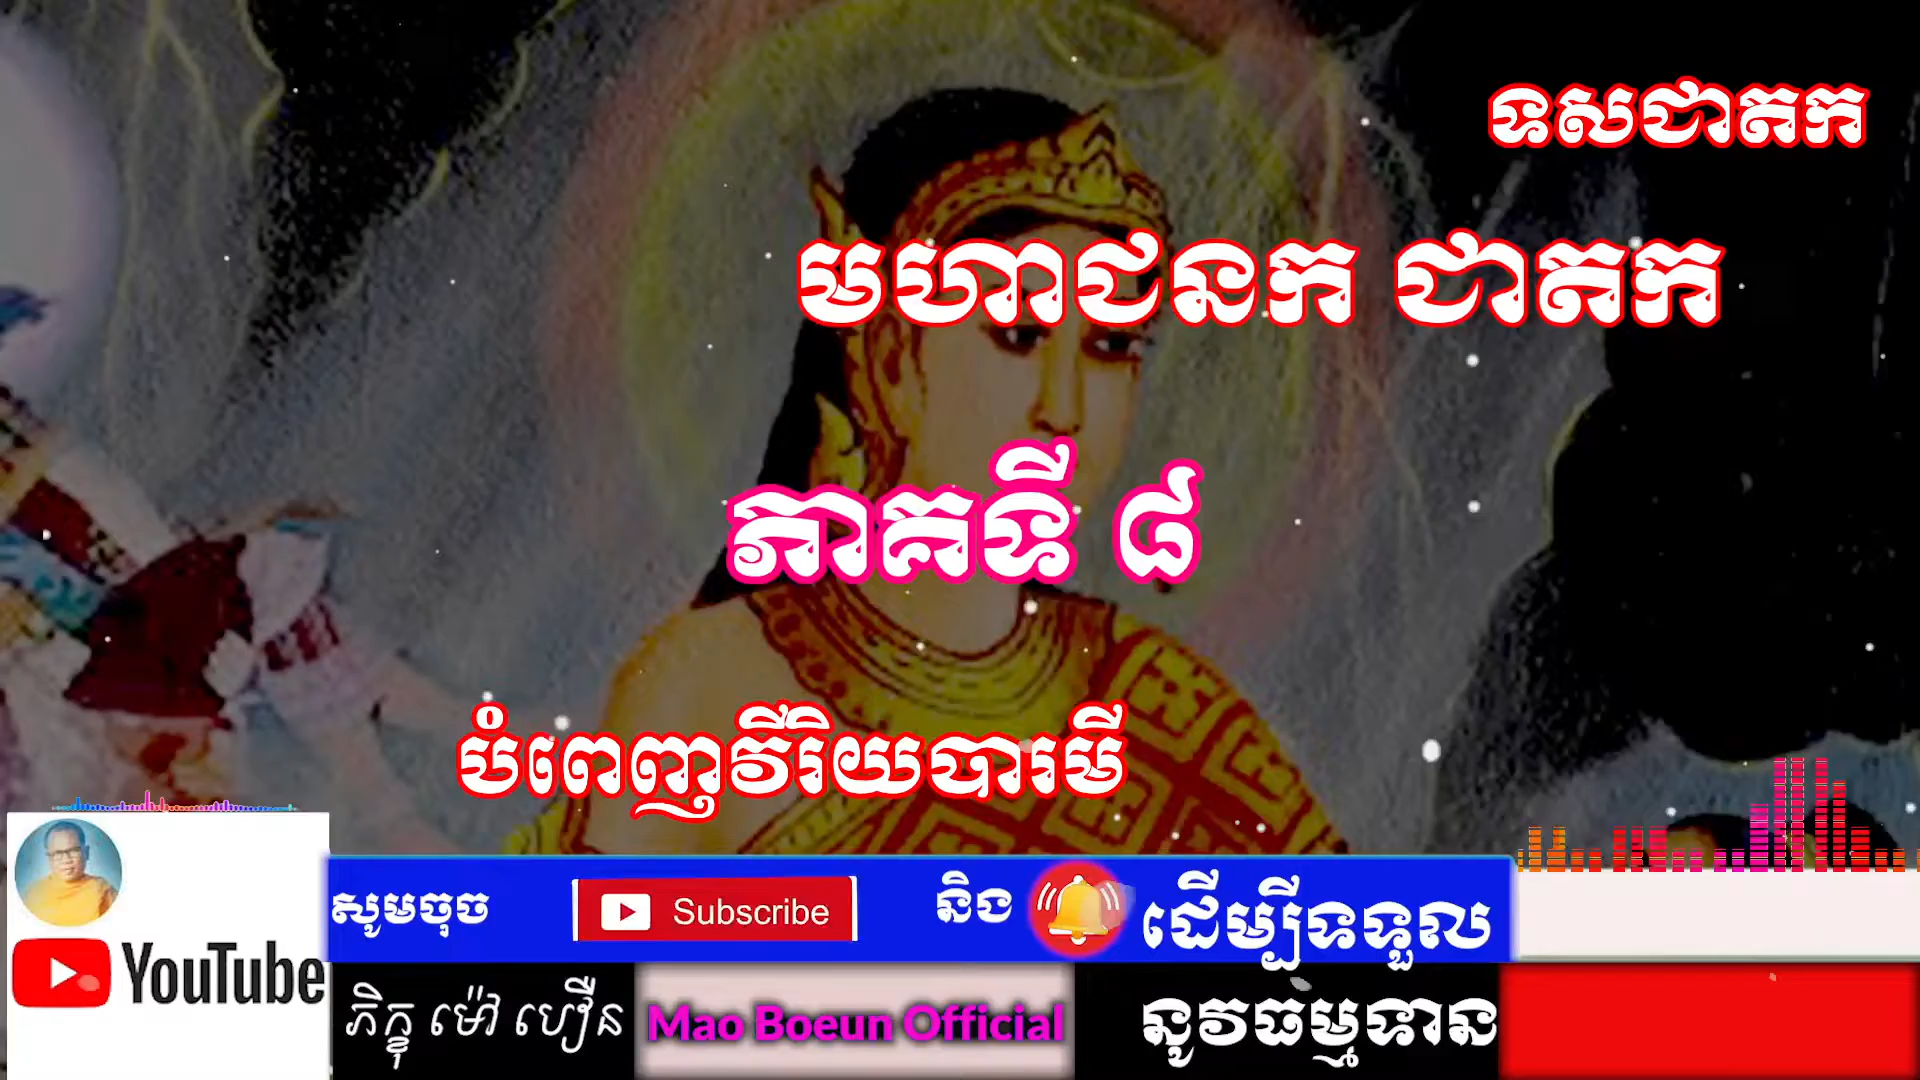 ទសជាតក
មហាជនក ជាតក
ភាគទី ៨
បំពេញវីរិយបារមី
សូមចុច
Subscribe
និង
ដើម្បីទទួល
នូវធម្មទាន
YouTube
ភិក្ខុ ម៉ៅ បឿន
Mao Boeun Official